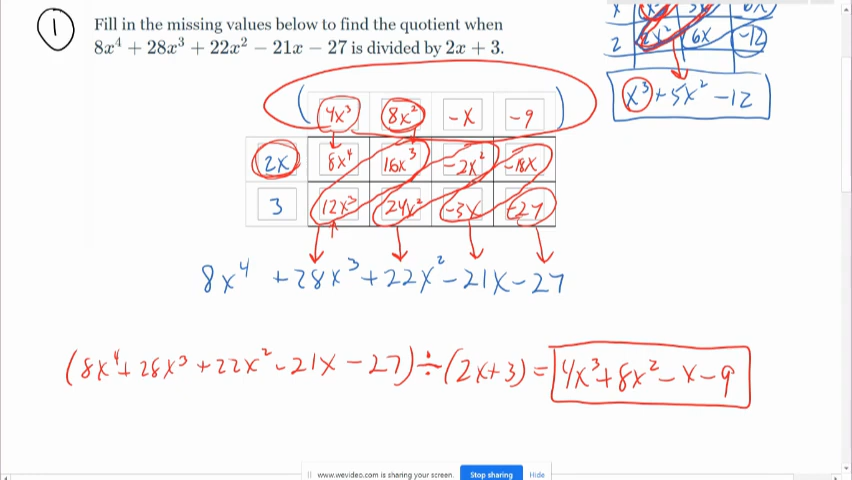 1 Fill in the missing values below to find the quotient when
8x⁴ + 28x³ + 22x² − 21x − 27 is divided by 2x + 3.
2 2x² 6x -12
x³ + 5x² - 12
( 4x³ 8x² -x -9 )
2x 8x⁴ 16x³ -2x² -18x
3 12x³ 24x² -3x -27
8x⁴ + 28x³ + 22x² - 21x - 27
(8x⁴ + 28x³ + 22x² - 21x - 27) ÷ (2x + 3) = 4x³ + 8x² - x - 9
www.wevideo.com is sharing your screen. Stop sharing Hide